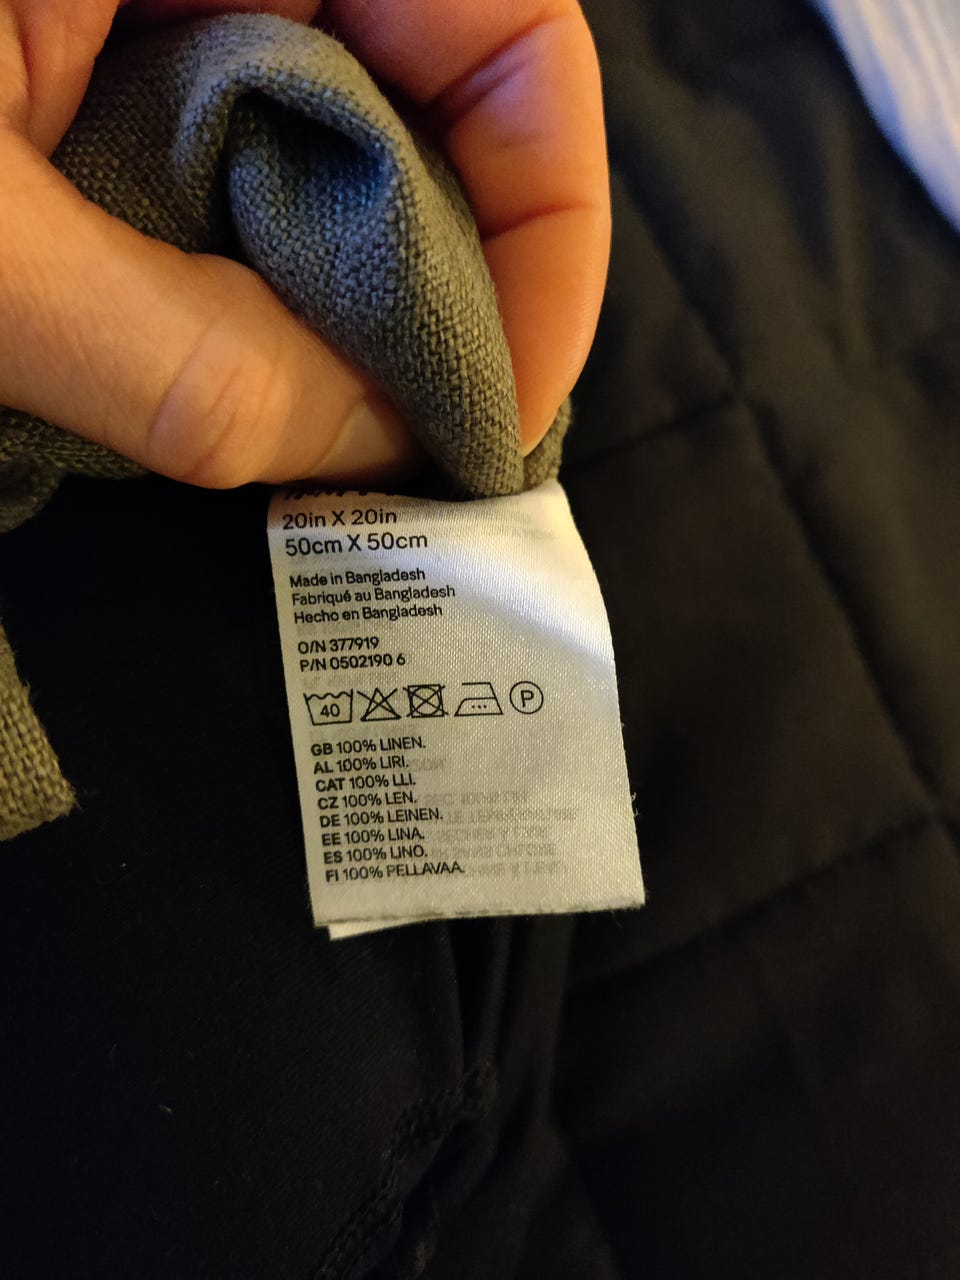 20in X 20in
50cm X 50cm
Made in Bangladesh
Fabriqué au Bangladesh
Hecho en Bangladesh
O/N 377919
P/N 0502190 6
40 P
GB 100% LINEN.
AL 100% LIRI.
CAT 100% LLI.
CZ 100% LEN.
DE 100% LEINEN.
EE 100% LINA.
ES 100% LINO.
FI 100% PELLAVAA.